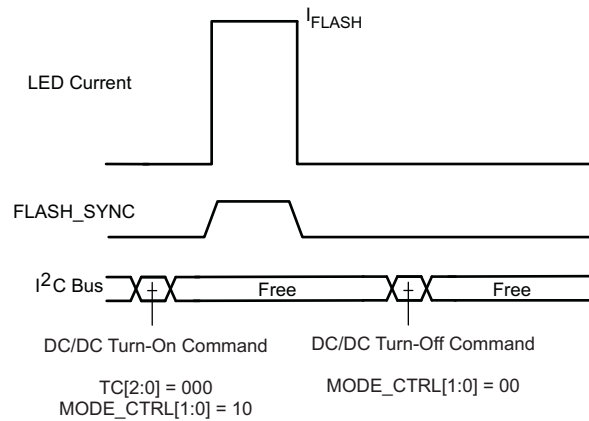 I_FLASH
LED Current
FLASH_SYNC
I²C Bus
Free
Free
DC/DC Turn-On Command
DC/DC Turn-Off Command
TC[2:0] = 000
MODE_CTRL[1:0] = 10
MODE_CTRL[1:0] = 00